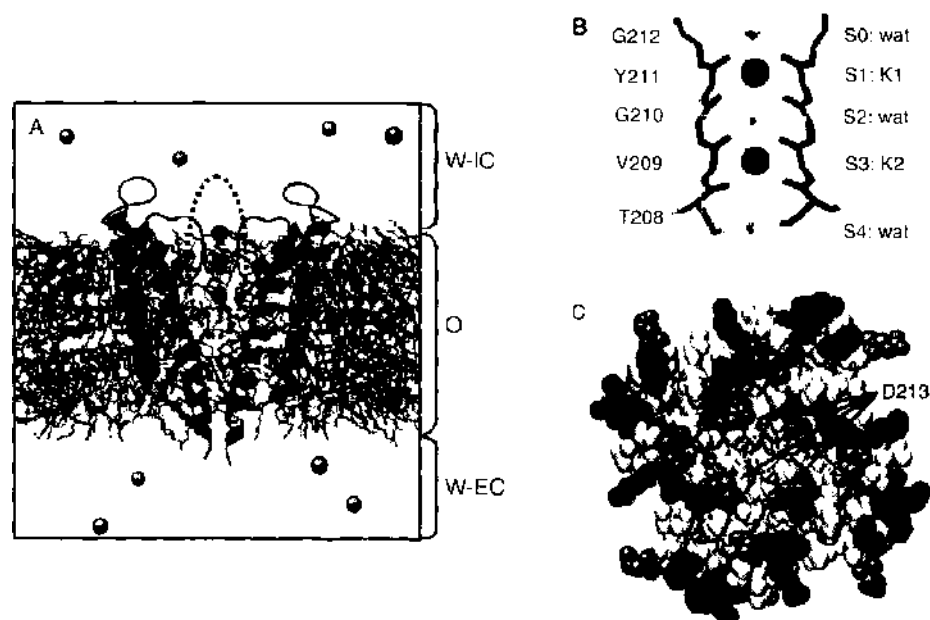 A
W-IC
O
W-EC
B
G212
S0: wat
Y211
S1: K1
G210
S2: wat
V209
S3: K2
T208
S4: wat
C
D213